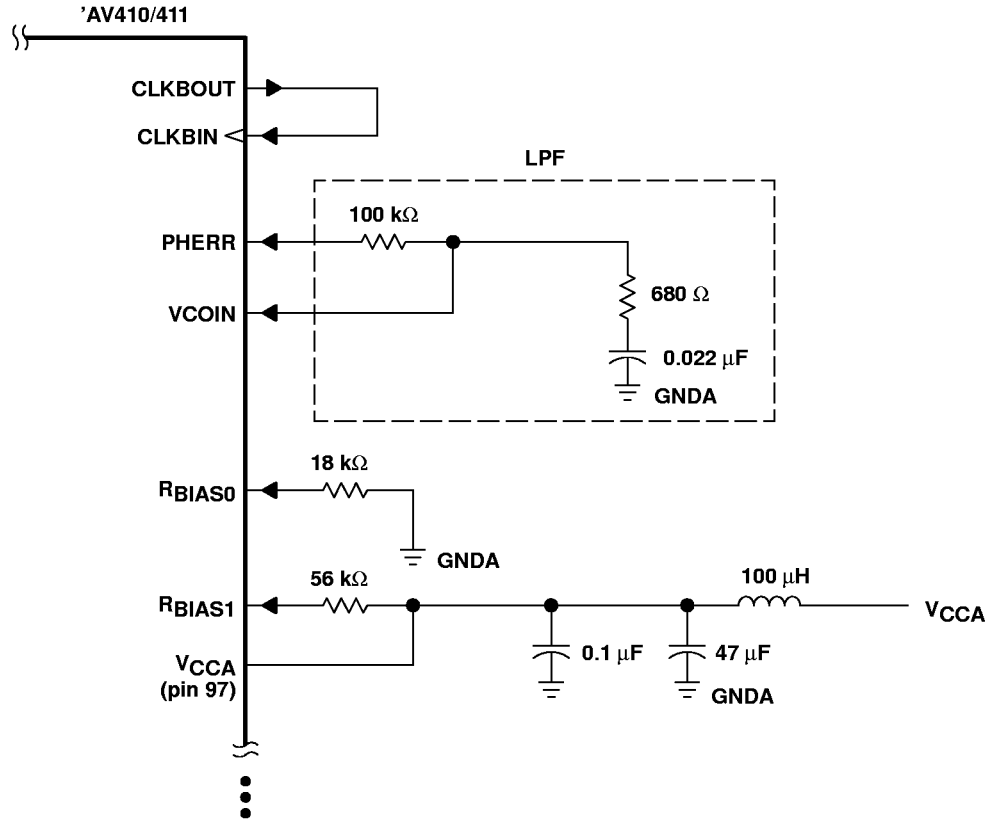 'AV410/411
CLKBOUT
CLKBIN
LPF
100 kΩ
PHERR
680 Ω
VCOIN
0.022 µF
GNDA
18 kΩ
RBIAS0
GNDA
56 kΩ
100 µH
RBIAS1
VCCA
0.1 µF
47 µF
VCCA
(pin 97)
GNDA